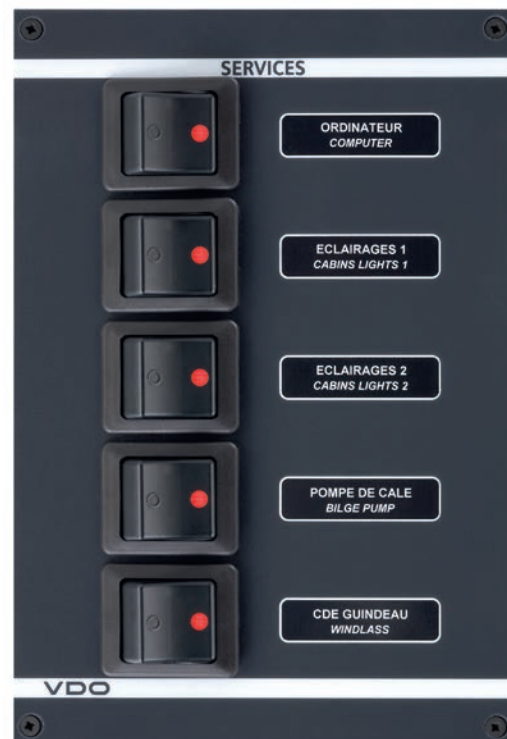 SERVICES
ORDINATEUR
COMPUTER
ECLAIRAGES 1
CABINS LIGHTS 1
ECLAIRAGES 2
CABINS LIGHTS 2
POMPE DE CALE
BILGE PUMP
CDE GUINDEAU
WINDLASS
VDO